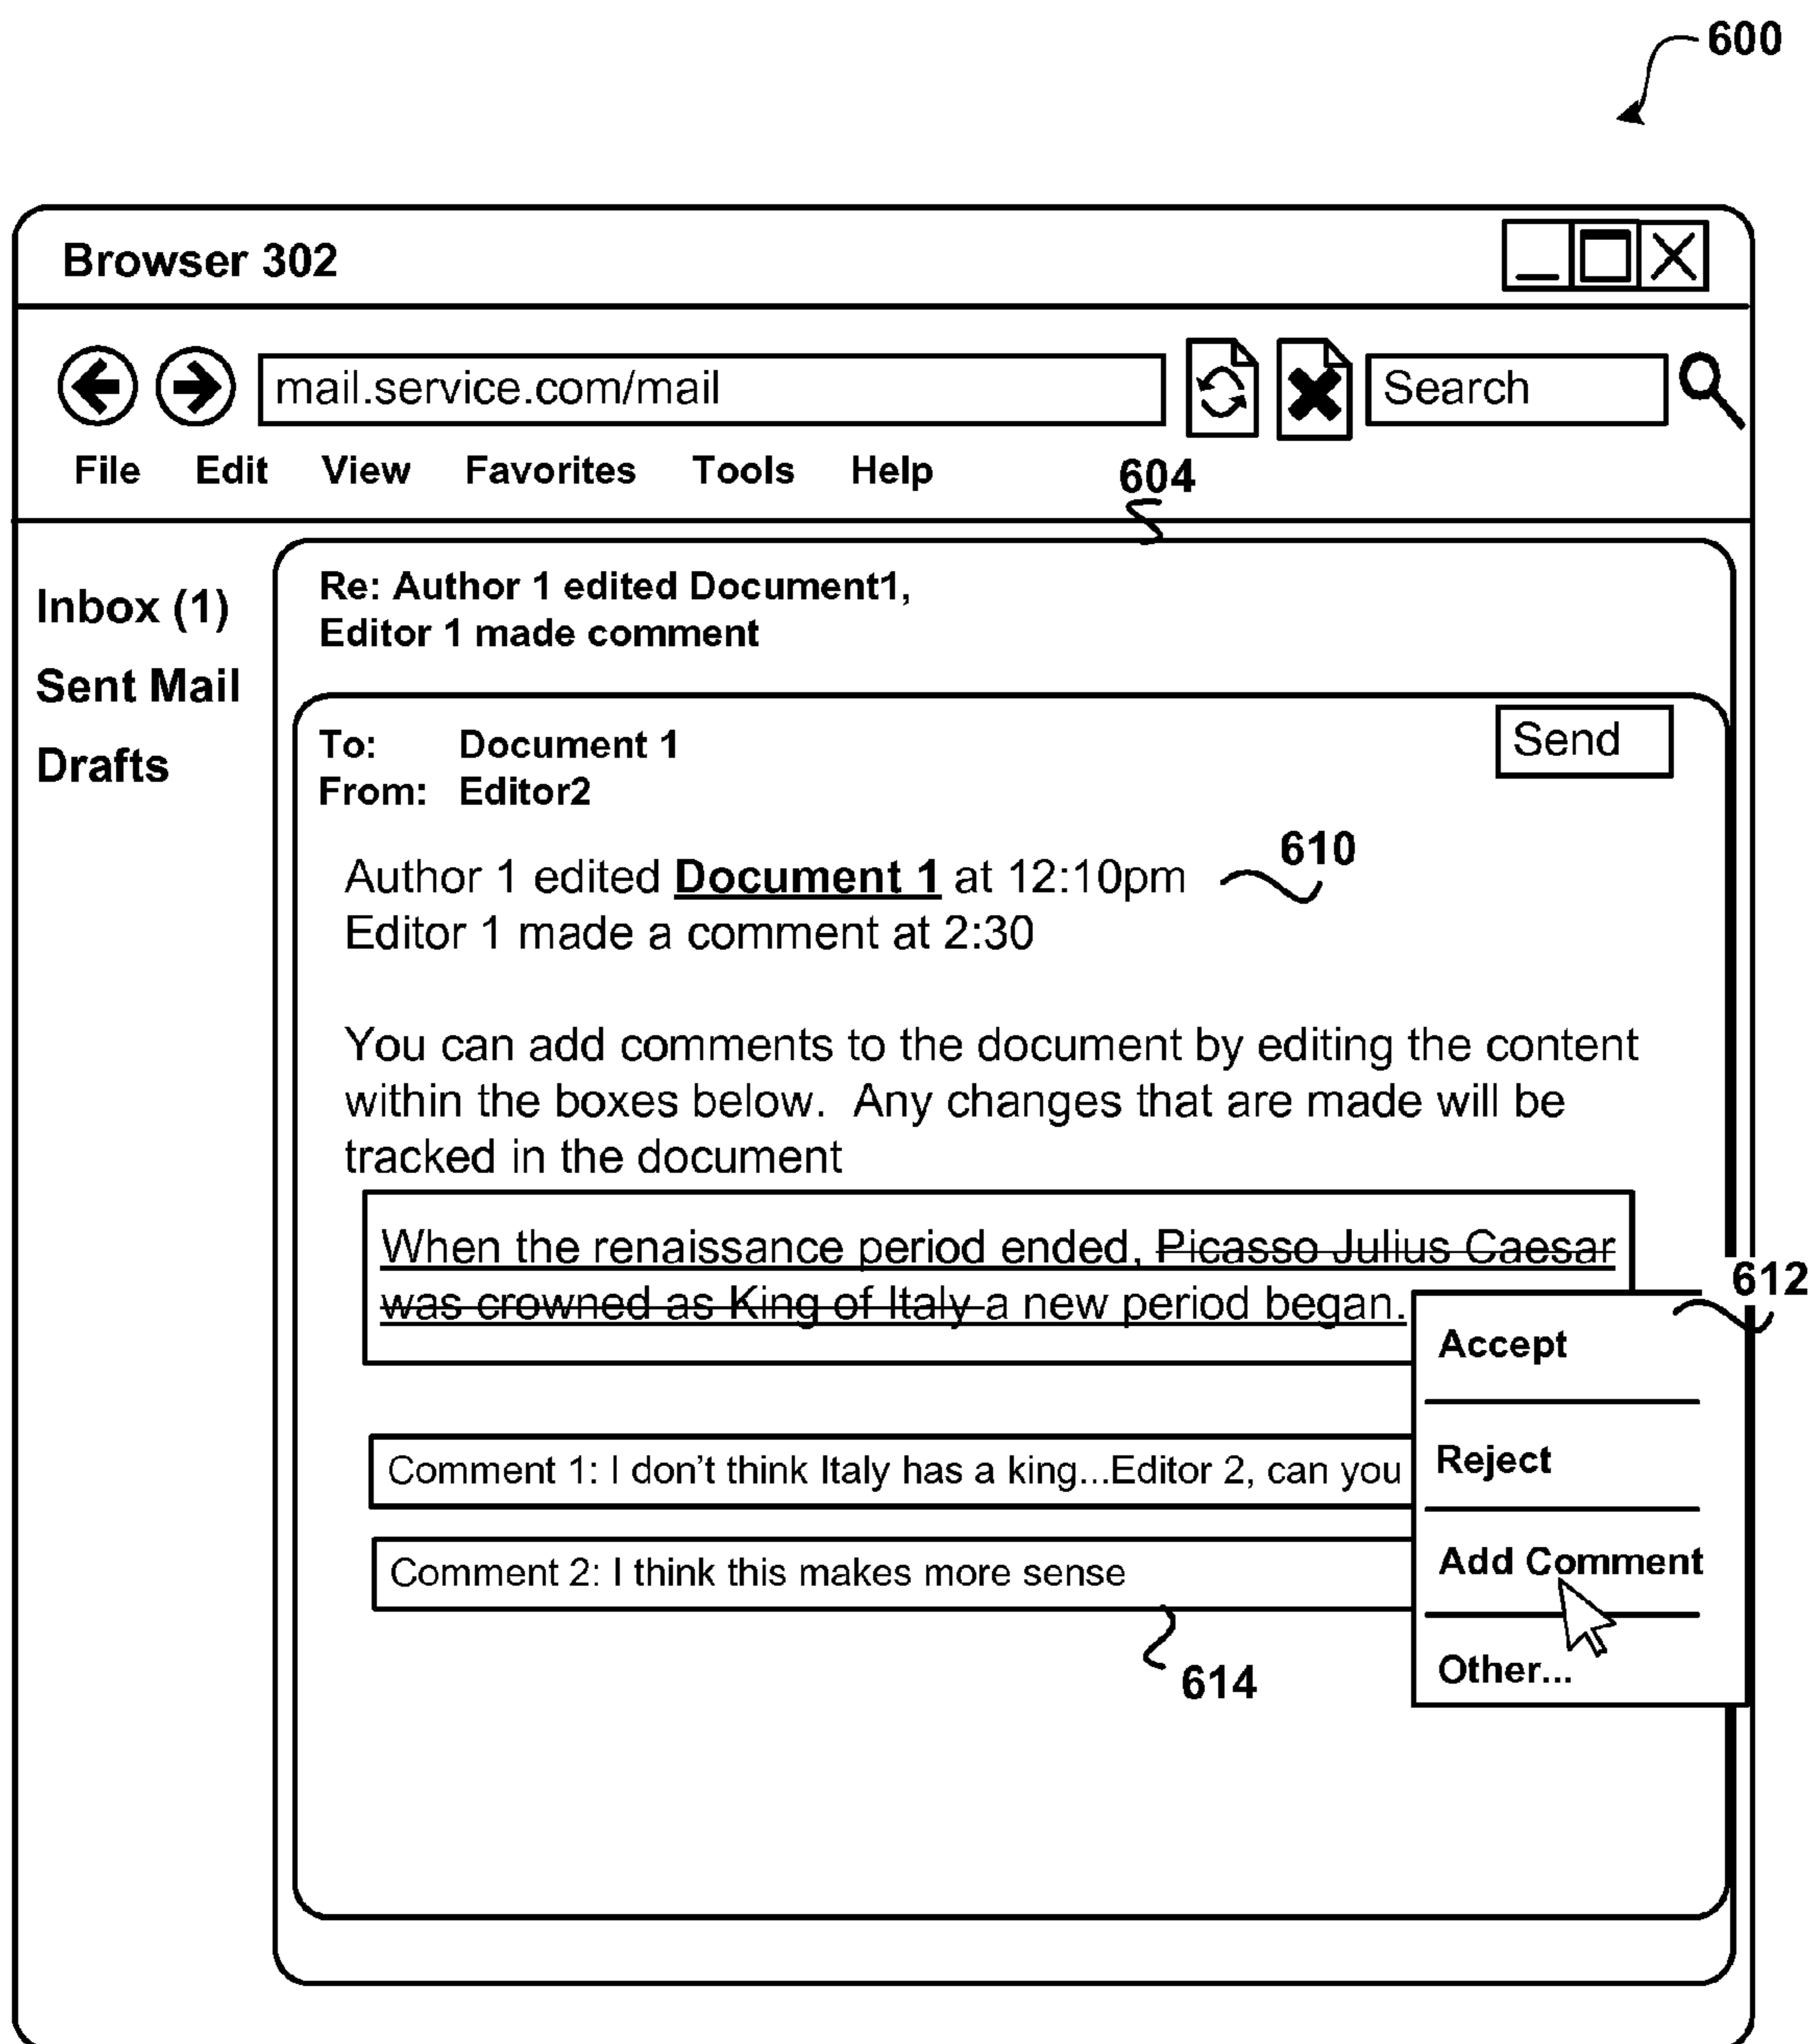 600
Browser 302
mail.service.com/mail
Search
File Edit View Favorites Tools Help
604
Inbox (1)
Sent Mail
Drafts
Re: Author 1 edited Document1,
Editor 1 made comment
To: Document 1
Send
From: Editor2
610
Author 1 edited Document 1 at 12:10pm
Editor 1 made a comment at 2:30
You can add comments to the document by editing the content
within the boxes below. Any changes that are made will be
tracked in the document
When the renaissance period ended, Picasso Julius Caesar
was crowned as King of Italy a new period began.
612
Accept
Reject
Add Comment
Other...
Comment 1: I don't think Italy has a king...Editor 2, can you
Comment 2: I think this makes more sense
614